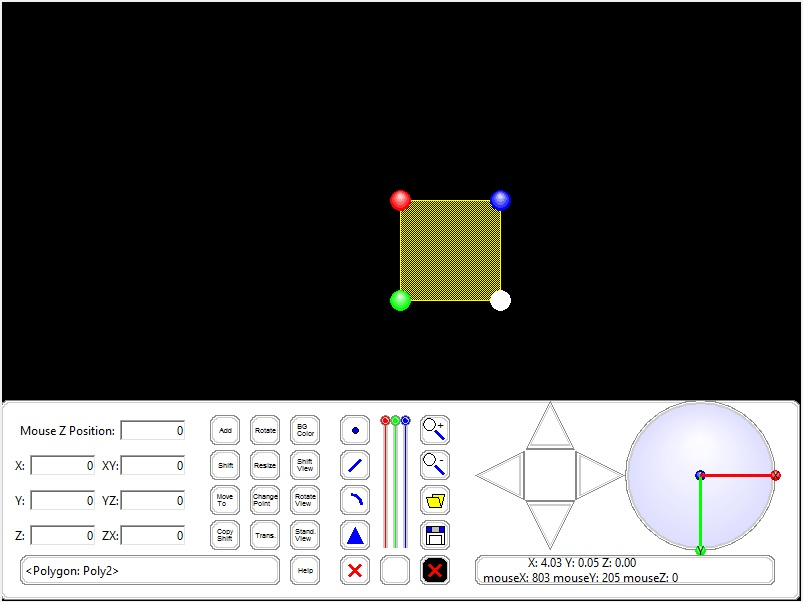 Mouse Z Position: 0
X: 0 XY: 0
Y: 0 YZ: 0
Z: 0 ZX: 0
<Polygon: Poly2>
Add
Rotate
BG
Color
Shift
Resize
Shift
View
Move
To
Change
Point
Rotate
View
Copy
Shift
Trans.
Stand.
View
Help
+
-
X
Y
X: 4.03 Y: 0.05 Z: 0.00
mouseX: 803 mouseY: 205 mouseZ: 0